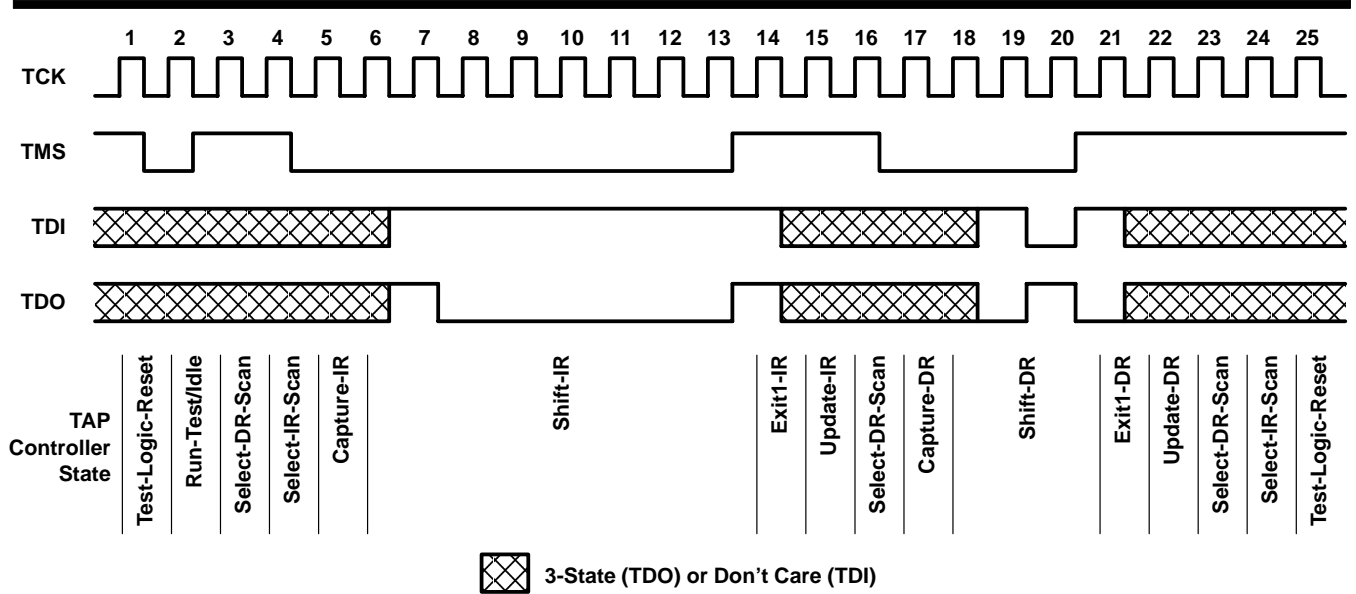 1 2 3 4 5 6 7 8 9 10 11 12 13 14 15 16 17 18 19 20 21 22 23 24 25
TCK
TMS
TDI
TDO
TAP
Controller
State
Test-Logic-Reset
Run-Test/Idle
Select-DR-Scan
Select-IR-Scan
Capture-IR
Shift-IR
Exit1-IR
Update-IR
Select-DR-Scan
Capture-DR
Shift-DR
Exit1-DR
Update-DR
Select-DR-Scan
Select-IR-Scan
Test-Logic-Reset
3-State (TDO) or Don’t Care (TDI)